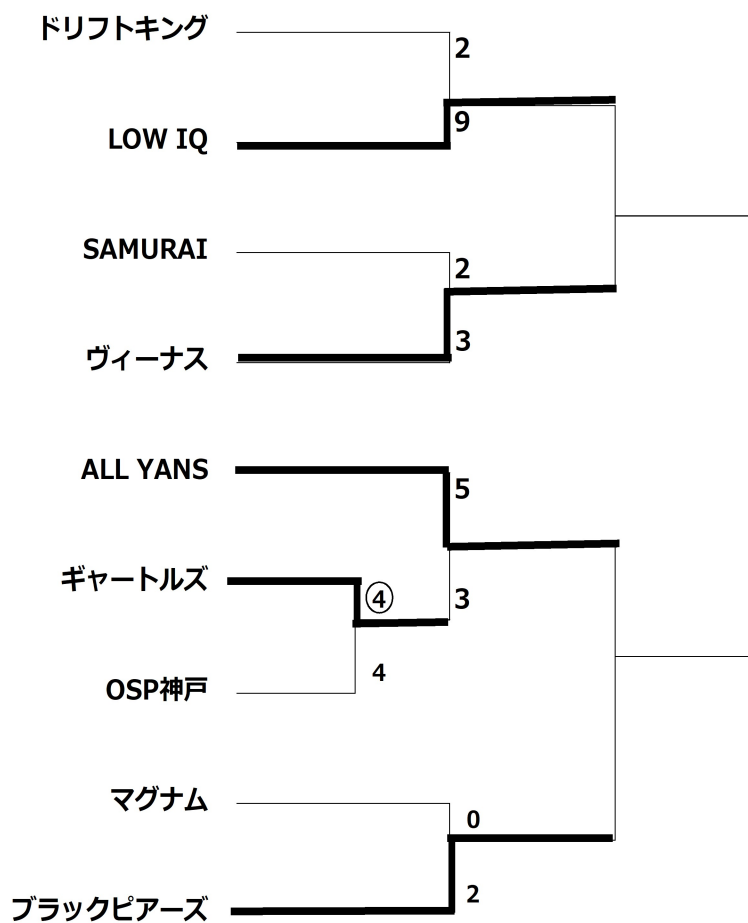 ドリフトキング
2
9
LOW IQ
SAMURAI
2
3
ヴィーナス
ALL YANS
5
ギャートルズ
④
3
4
OSP神戸
マグナム
0
2
ブラックピアーズ